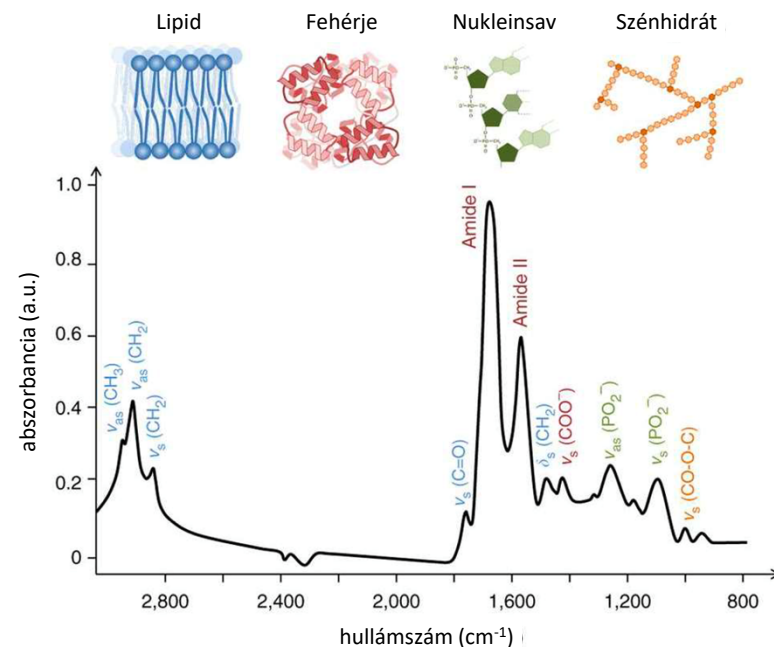 Lipid
Fehérje
Nukleinsav
Szénhidrát
abszorbancia (a.u.)
1.0
0.8
0.6
0.4
0.2
0
νas (CH3)
νas (CH2)
νs (CH2)
νs (C=O)
Amide I
Amide II
δs (CH2)
νs (COO⁻)
νas (PO2⁻)
νs (PO2⁻)
νs (CO-O-C)
2,800
2,400
2,000
1,600
1,200
800
hullámszám (cm⁻¹)